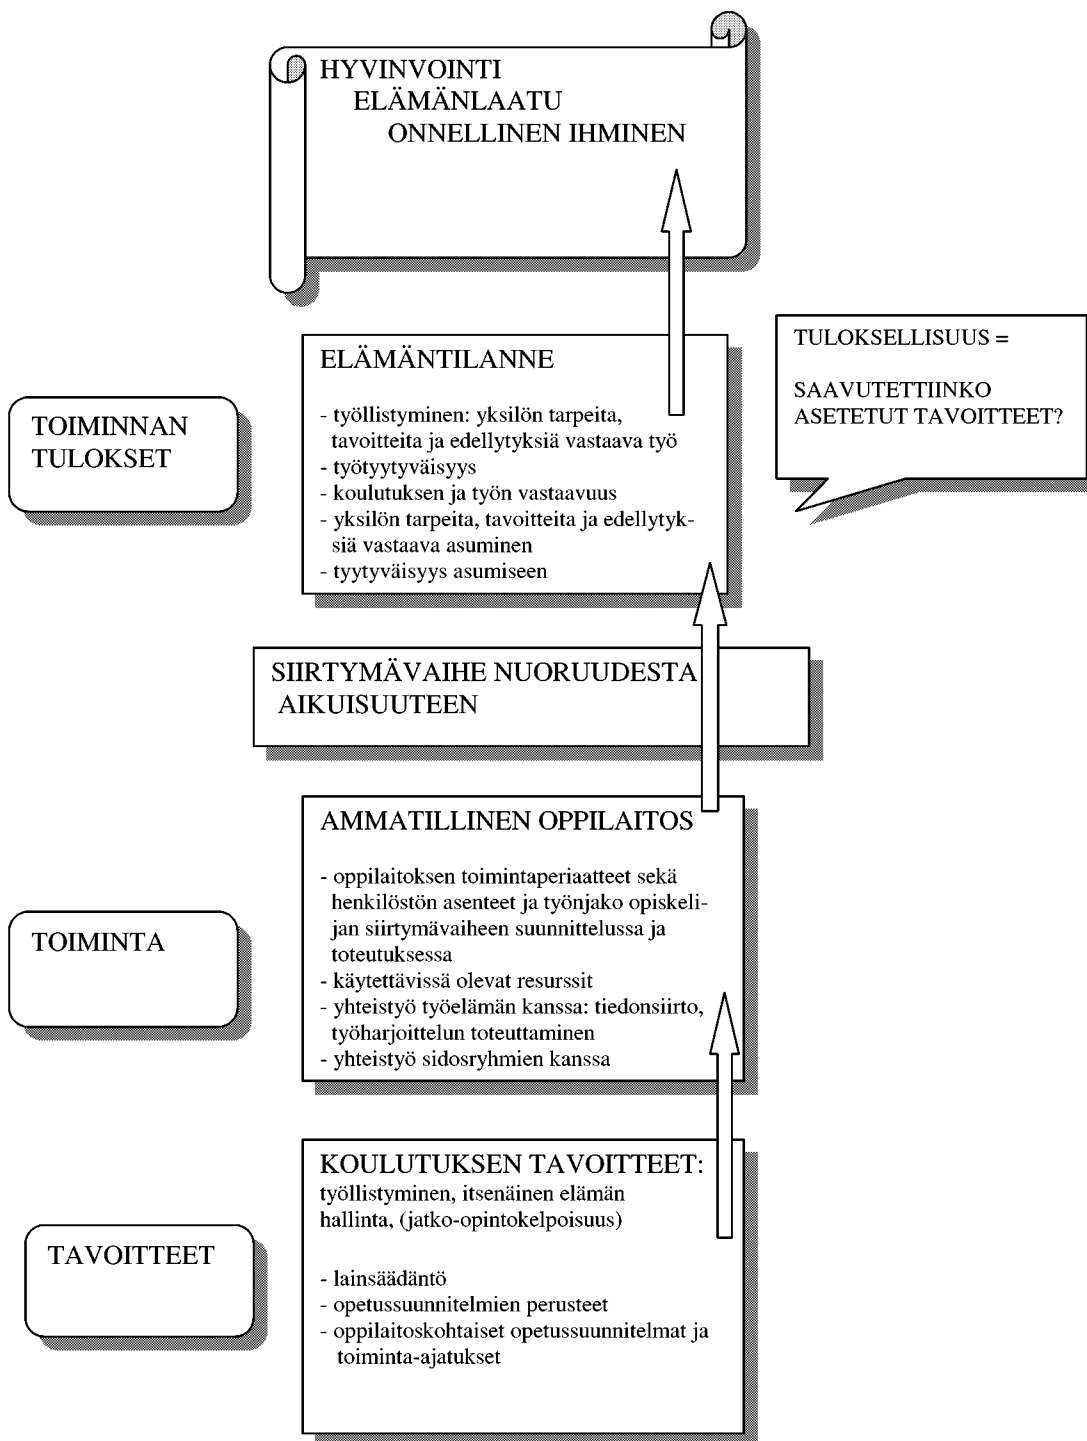 HYVINVOINTI
ELÄMÄNLAATU
ONNELLINEN IHMINEN
TOIMINNAN
TULOKSET
ELÄMÄNTILANNE
- työllistyminen: yksilön tarpeita,
tavoitteita ja edellytyksiä vastaava työ
- työtyytyväisyys
- koulutuksen ja työn vastaavuus
- yksilön tarpeita, tavoitteita ja edellytyk-
siä vastaava asuminen
- tyytyväisyys asumiseen
TULOKSELLISUUS =
SAAVUTETTIINKO
ASETETUT TAVOITTEET?
SIIRTYMÄVAIHE NUORUUDESTA
AIKUISUUTEEN
TOIMINTA
AMMATILLINEN OPPILAITOS
- oppilaitoksen toimintaperiaatteet sekä
henkilöstön asenteet ja työnjako opiskeli-
jan siirtymävaiheen suunnittelussa ja
toteutuksessa
- käytettävissä olevat resurssit
- yhteistyö työelämän kanssa: tiedonsiirto,
työharjoittelun toteuttaminen
- yhteistyö sidosryhmien kanssa
TAVOITTEET
KOULUTUKSEN TAVOITTEET:
työllistyminen, itsenäinen elämän
hallinta, (jatko-opintokelpoisuus)
- lainsäädäntö
- opetussuunnitelmien perusteet
- oppilaitoskohtaiset opetussuunnitelmat ja
toiminta-ajatukset